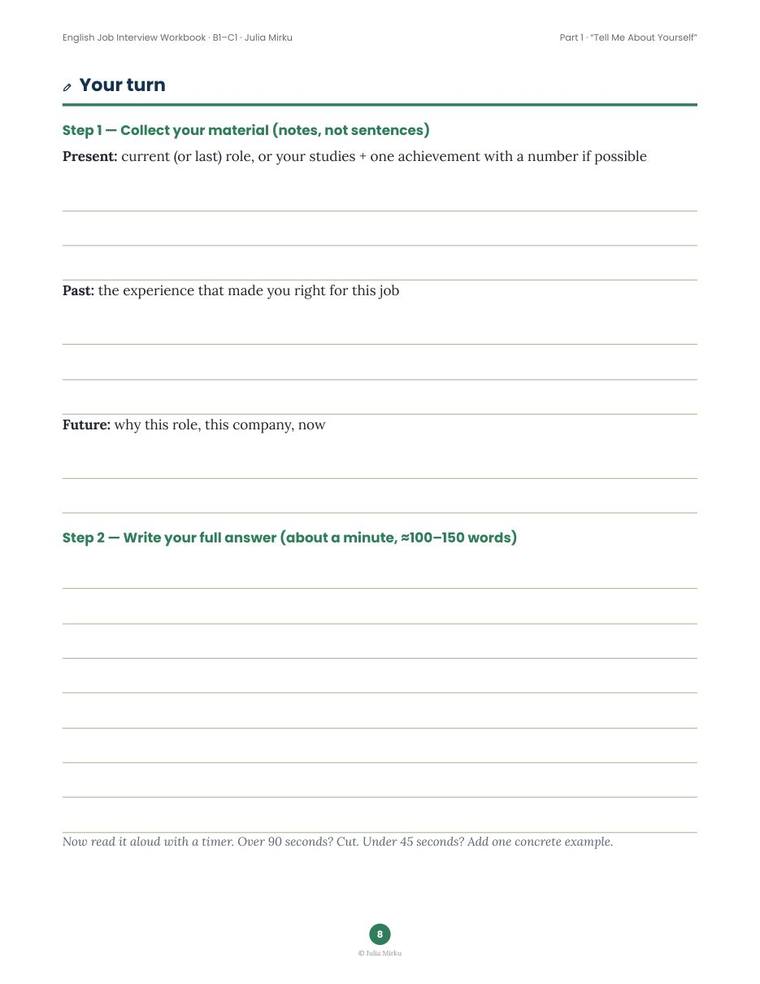 English Job Interview Workbook · B1–C1 · Julia Mirku
Part 1 · “Tell Me About Yourself”
Your turn
Step 1 — Collect your material (notes, not sentences)
Present: current (or last) role, or your studies + one achievement with a number if possible
Past: the experience that made you right for this job
Future: why this role, this company, now
Step 2 — Write your full answer (about a minute, ≈100–150 words)
Now read it aloud with a timer. Over 90 seconds? Cut. Under 45 seconds? Add one concrete example.
8
© Julia Mirku